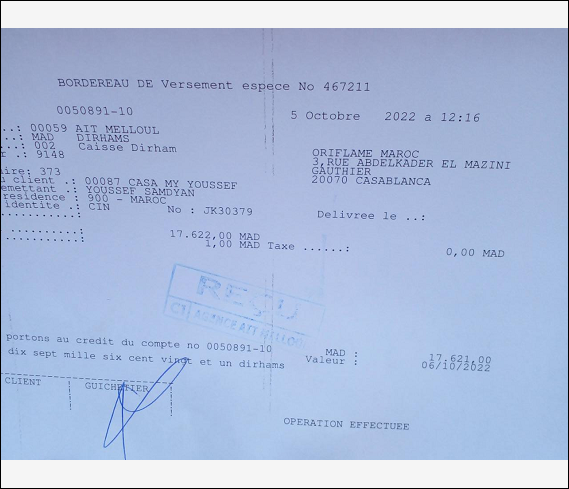 BORDEREAU DE Versement espece No 467211
0050891-10
5 Octobre 2022 a 12:16
..: 00059 AIT MELLOUL
...: MAD DIRHAMS
...: 002 Caisse Dirham
r .: 9148
ORIFLAME MAROC
3,RUE ABDELKADER EL MAZINI
GAUTHIER
20070 CASABLANCA
aire: 373
u client .: 00087 CASA MY YOUSSEF
emettant .: YOUSSEF SAMDYAN
residence : 900 - MAROC
identite .: CIN No : JK30379
Delivree le ..:
..........:
..........: 17.622,00 MAD
..........: 1,00 MAD Taxe ......: 0,00 MAD
REÇU
AGENCE AIT MELLOUL
portons au credit du compte no 0050891-10
MAD : 17.621,00
dix sept mille six cent vingt et un dirhams
Valeur : 06/10/2022
CLIENT GUICHETIER
OPERATION EFFECTUEE